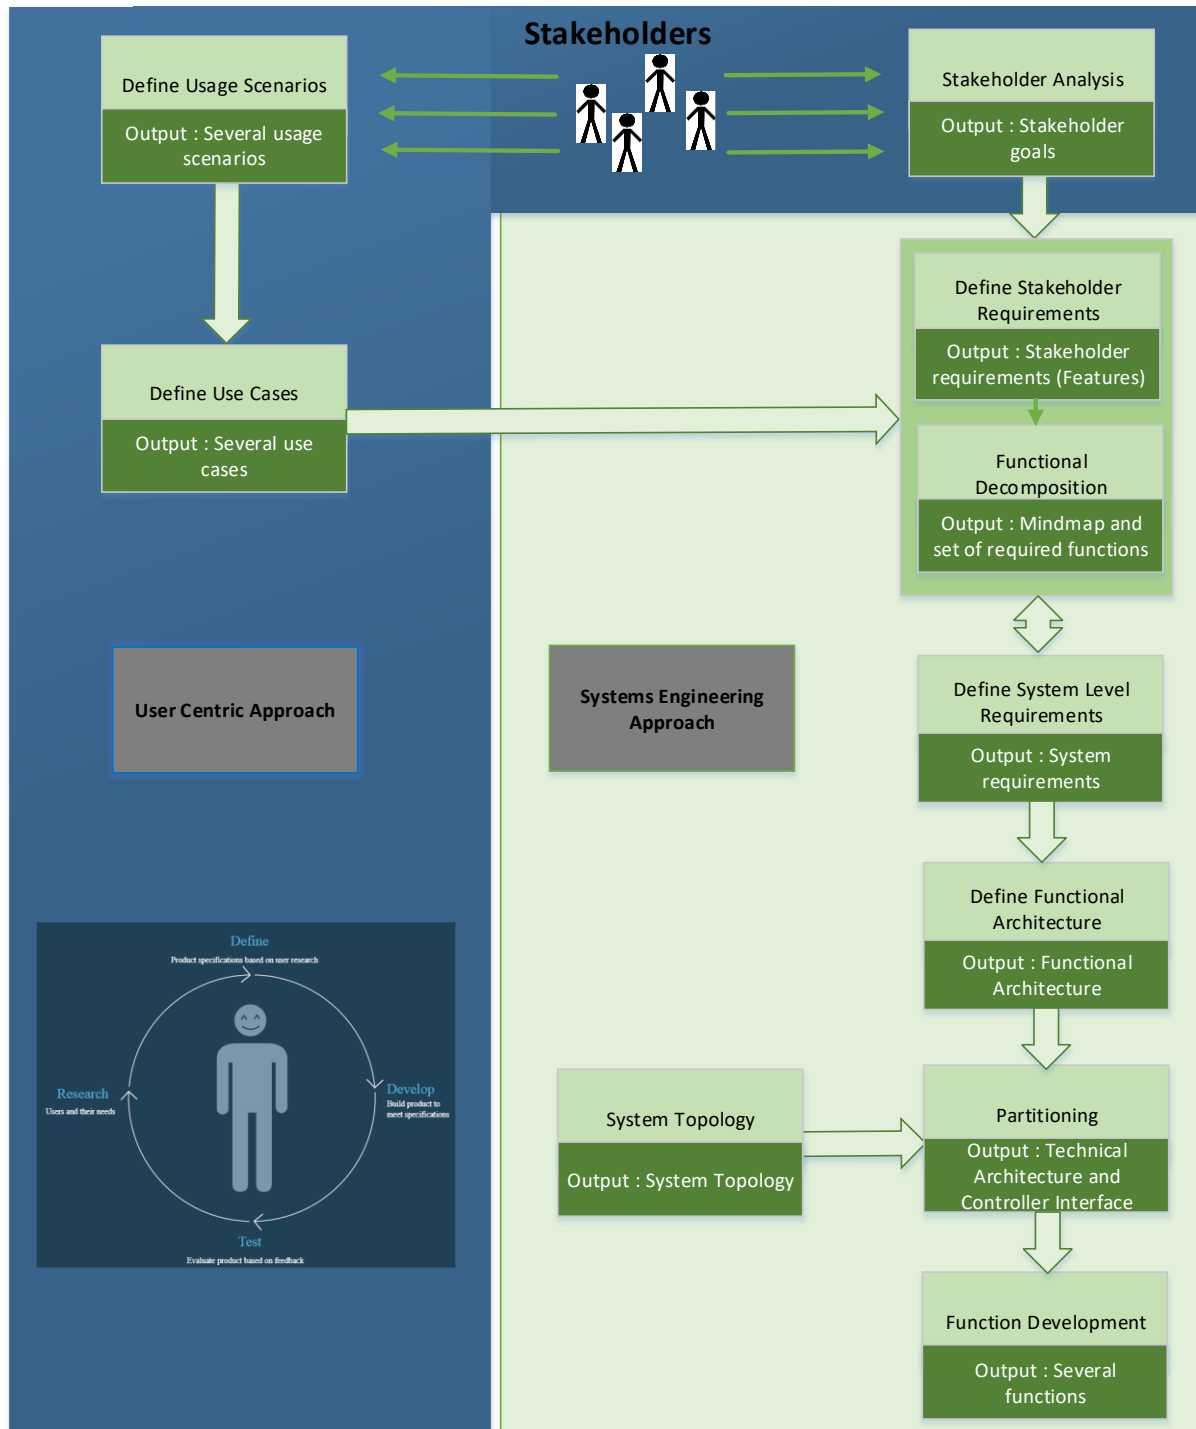 Stakeholders
Define Usage Scenarios
Output : Several usage
scenarios
Stakeholder Analysis
Output : Stakeholder
goals
Define Stakeholder
Requirements
Output : Stakeholder
requirements (Features)
Define Use Cases
Output : Several use
cases
Functional
Decomposition
Output : Mindmap and
set of required functions
User Centric Approach
Systems Engineering
Approach
Define System Level
Requirements
Output : System
requirements
Define Functional
Architecture
Output : Functional
Architecture
Define
Product specifications based on user research
Research
Users and their needs
Develop
Build product to
meet specifications
Test
Evaluate product based on feedback
System Topology
Output : System Topology
Partitioning
Output : Technical
Architecture and
Controller Interface
Function Development
Output : Several
functions